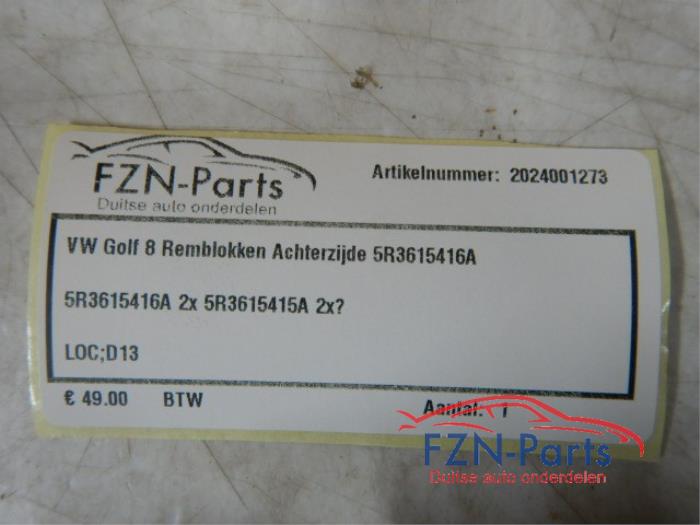 FZN-Parts
Duitse auto onderdelen
Artikelnummer: 2024001273
VW Golf 8 Remblokken Achterzijde 5R3615416A
5R3615416A 2x 5R3615415A 2x?
LOC;D13
€ 49.00 BTW
Aantal: 1
FZN-Parts
Duitse auto onderdelen